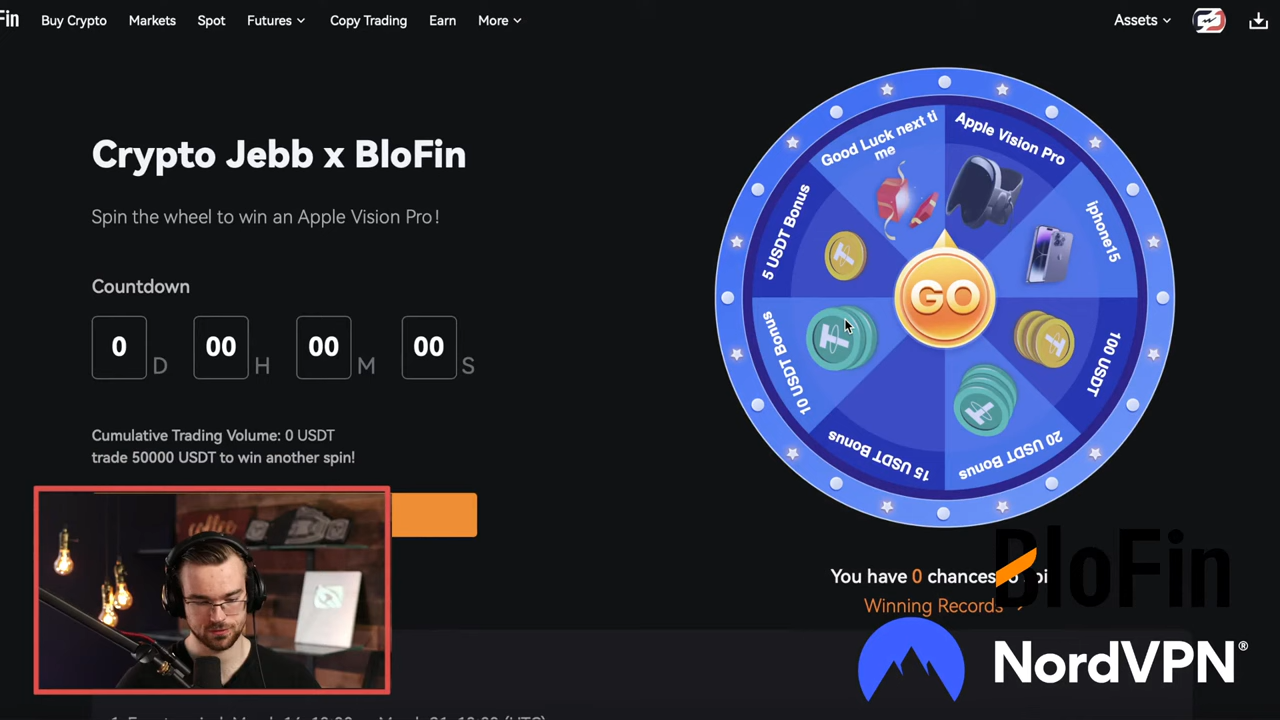 Fin Buy Crypto Markets Spot Futures Copy Trading Earn More Assets
Crypto Jebb x BloFin
Spin the wheel to win an Apple Vision Pro!
Countdown
0 D 00 H 00 M 00 S
Cumulative Trading Volume: 0 USDT
trade 50000 USDT to win another spin!
Good Luck next ti
me
Apple Vision Pro
iphone15
100 USDT
20 USDT Bonus
15 USDT Bonus
10 USDT Bonus
5 USDT Bonus
GO
You have 0 chances
Winning Records
BloFin
NordVPN®
coffee